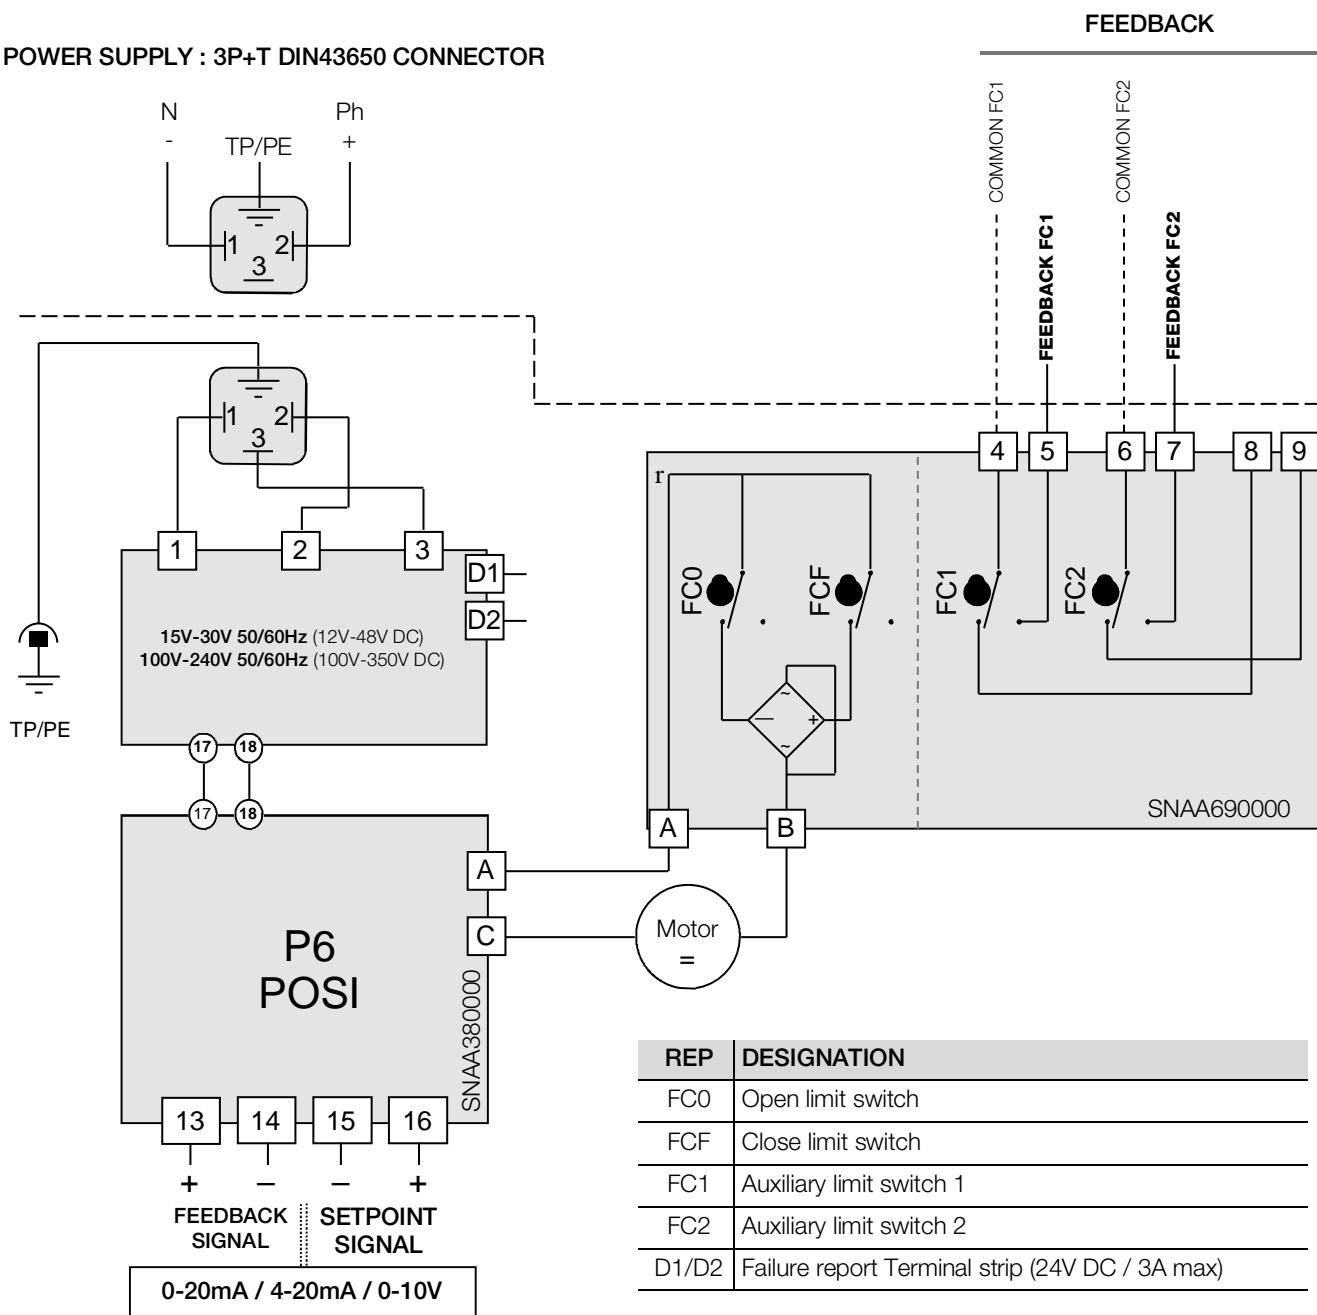 FEEDBACK
POWER SUPPLY : 3P+T DIN43650 CONNECTOR
N
Ph
-
TP/PE
+
1
2
3
COMMON FC1
FEEDBACK FC1
COMMON FC2
FEEDBACK FC2
1
2
3
4
5
6
7
8
9
r
1
2
3
D1
D2
15V-30V 50/60Hz (12V-48V DC)
100V-240V 50/60Hz (100V-350V DC)
TP/PE
FC0
FCF
FC1
FC2
~
—
+
~
SNAA690000
17
18
17
18
A
B
A
C
Motor
=
P6
POSI
SNAA380000
13
14
15
16
+
–
–
+
FEEDBACK
SIGNAL
SETPOINT
SIGNAL
0-20mA / 4-20mA / 0-10V
REP DESIGNATION
FC0 Open limit switch
FCF Close limit switch
FC1 Auxiliary limit switch 1
FC2 Auxiliary limit switch 2
D1/D2 Failure report Terminal strip (24V DC / 3A max)